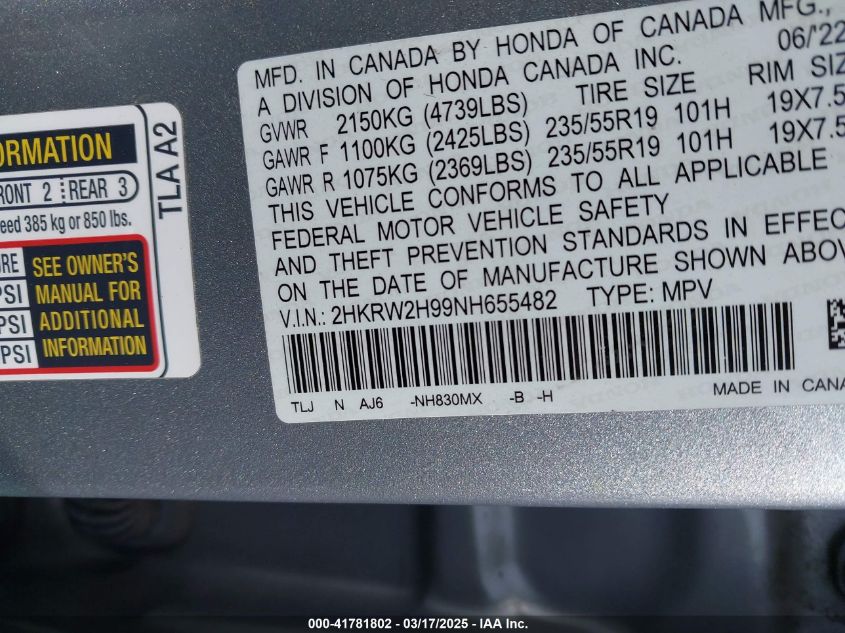 MFD. IN CANADA BY HONDA OF CANADA MFG.,
A DIVISION OF HONDA CANADA INC. 06/'22
GVWR 2150KG (4739LBS) TIRE SIZE RIM SIZ
GAWR F 1100KG (2425LBS) 235/55R19 101H 19X7.5
GAWR R 1075KG (2369LBS) 235/55R19 101H 19X7.5
THIS VEHICLE CONFORMS TO ALL APPLICABLE
FEDERAL MOTOR VEHICLE SAFETY
AND THEFT PREVENTION STANDARDS IN EFFEC
ON THE DATE OF MANUFACTURE SHOWN ABOV
V.I.N.: 2HKRW2H99NH655482 TYPE: MPV
TLJ N AJ6 -NH830MX -B -H MADE IN CANA
ORMATION
RONT 2 REAR 3
eed 385 kg or 850 lbs.
URE
PSI
PSI
PSI
SEE OWNER'S
MANUAL FOR
ADDITIONAL
INFORMATION
TLA A2
000-41781802 - 03/17/2025 - IAA Inc.